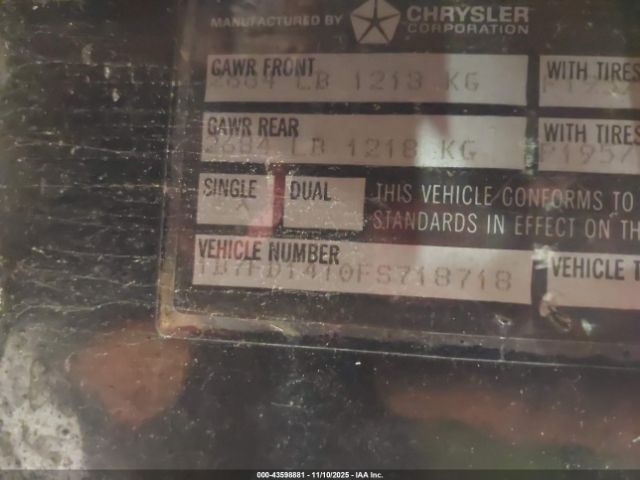 MANUFACTURED BY CHRYSLER CORPORATION
GAWR FRONT WITH TIRES
2684 LB 1218 KG P195
GAWR REAR WITH TIRES
2684 LB 1218 KG P1957
SINGLE DUAL THIS VEHICLE CONFORMS TO
X STANDARDS IN EFFECT ON TH
VEHICLE NUMBER VEHICLE T
1B7FD14T0FS718718
000-43598881 - 11/10/2025 - IAA Inc.